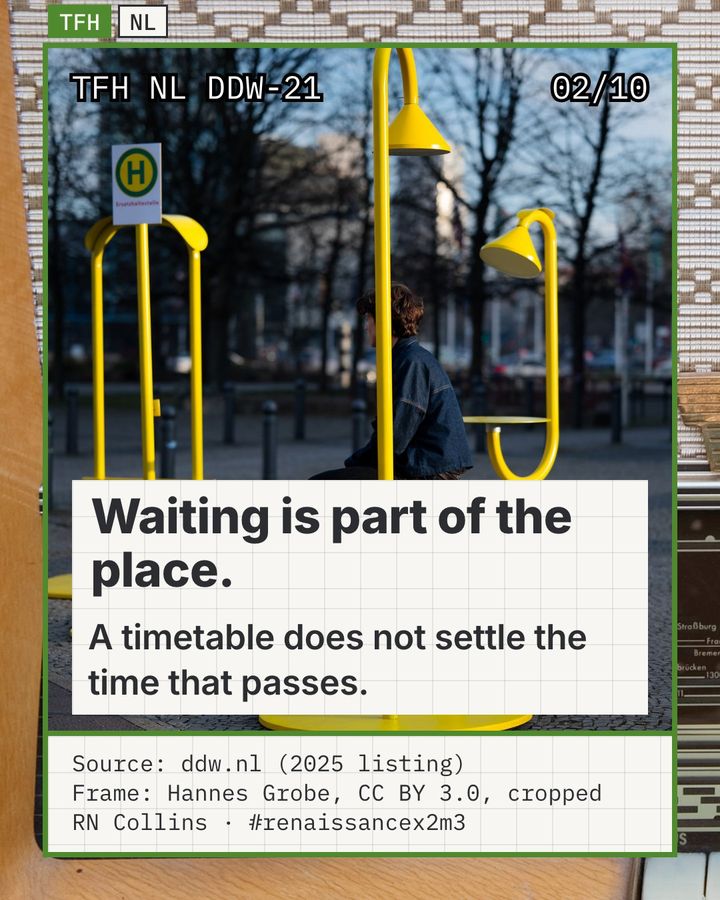 TFH NL
TFH NL DDW-21 02/10
H
Ersatzhaltestelle
Waiting is part of the
place.
A timetable does not settle the
time that passes.
Straßburg
Bremen
Source: ddw.nl (2025 listing)
Frame: Hannes Grobe, CC BY 3.0, cropped
RN Collins · #renaissancex2m3